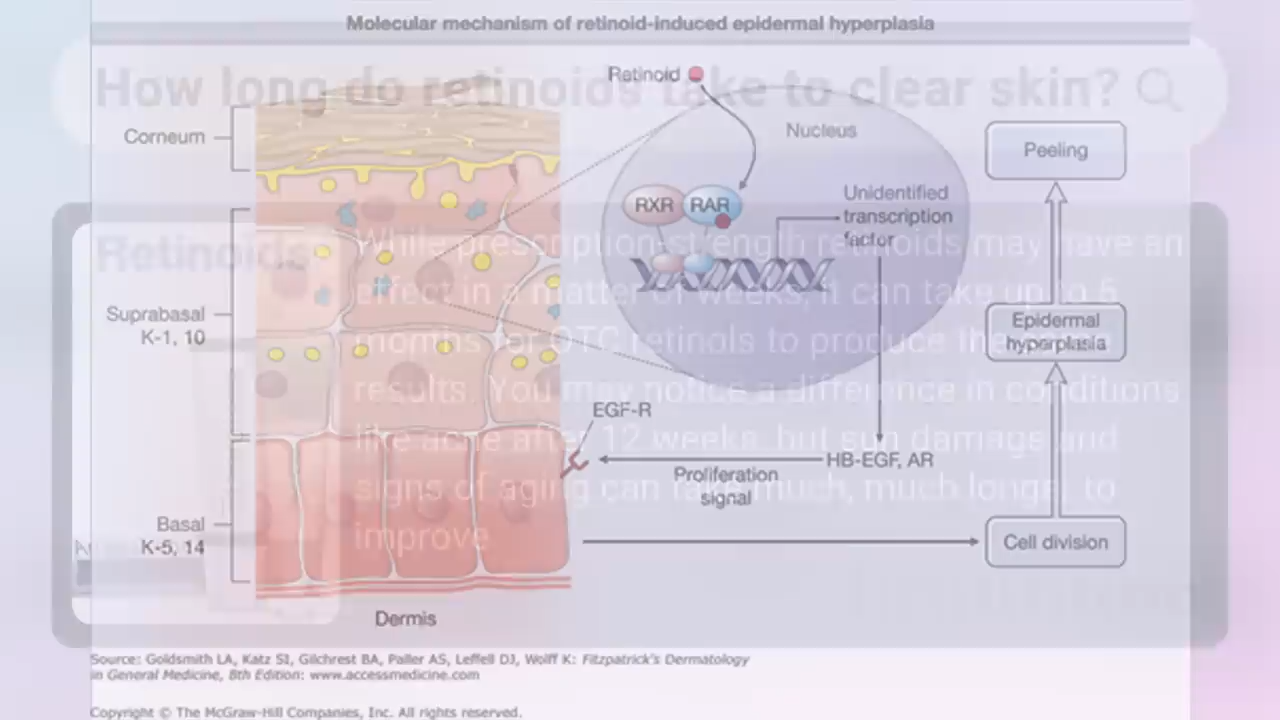 Molecular mechanism of retinoid-induced epidermal hyperplasia
How long do retinoids take to clear skin?
Retinoid
Nucleus
Corneum
Peeling
RXR
RAR
Unidentified
transcription
factor
Retinoids
While prescription-strength retinoids may have an
effect in a matter of weeks, it can take up to 5
months for OTC retinols to produce the
results. You may notice a difference in conditions
like acne after 12 weeks, but sun damage and
signs of aging can take much, much longer to
improve
Suprabasal
K-1, 10
Epidermal
hyperplasia
EGF-R
HB-EGF, AR
Proliferation
signal
Basal
K-5, 14
Cell division
Dermis
Source: Goldsmith LA, Katz SI, Gilchrest BA, Paller AS, Leffell DJ, Wolff K: Fitzpatrick's Dermatology
in General Medicine, 8th Edition: www.accessmedicine.com
Copyright © The McGraw-Hill Companies, Inc. All rights reserved.